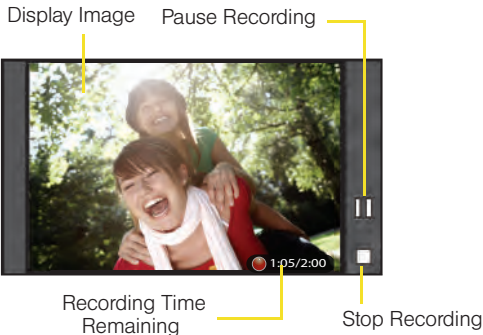 Display Image
Pause Recording
1:05/2:00
Recording Time
Remaining
Stop Recording